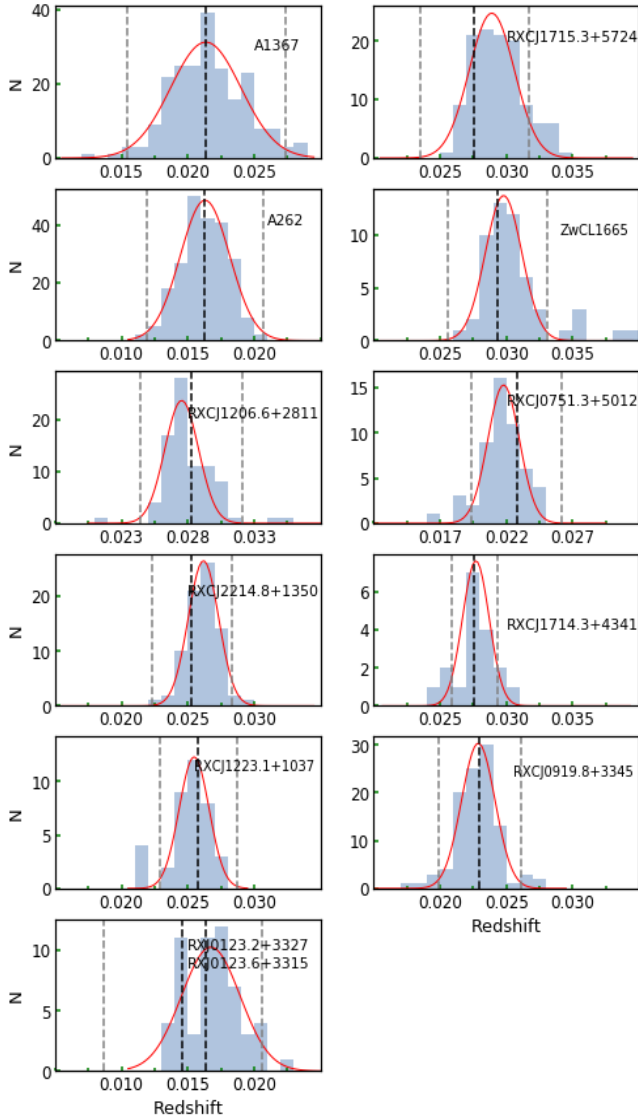 40
20
0
N
A1367
0.015 0.020 0.025
20
10
0
RXCJ1715.3+5724
0.025 0.030 0.035
40
20
0
N
A262
0.010 0.015 0.020
10
5
0
ZwCL1665
0.025 0.030 0.035
20
10
0
N
RXCJ1206.6+2811
0.023 0.028 0.033
15
10
5
0
RXCJ0751.3+5012
0.017 0.022 0.027
20
10
0
N
RXCJ2214.8+1350
0.020 0.025 0.030
6
4
2
0
RXCJ1714.3+4341
0.025 0.030 0.035
10
5
0
N
RXCJ1223.1+1037
0.020 0.025 0.030
30
20
10
0
RXCJ0919.8+3345
0.020 0.025 0.030
Redshift
10
5
0
N
RXJ0123.2+3327
RXJ0123.6+3315
0.010 0.015 0.020
Redshift